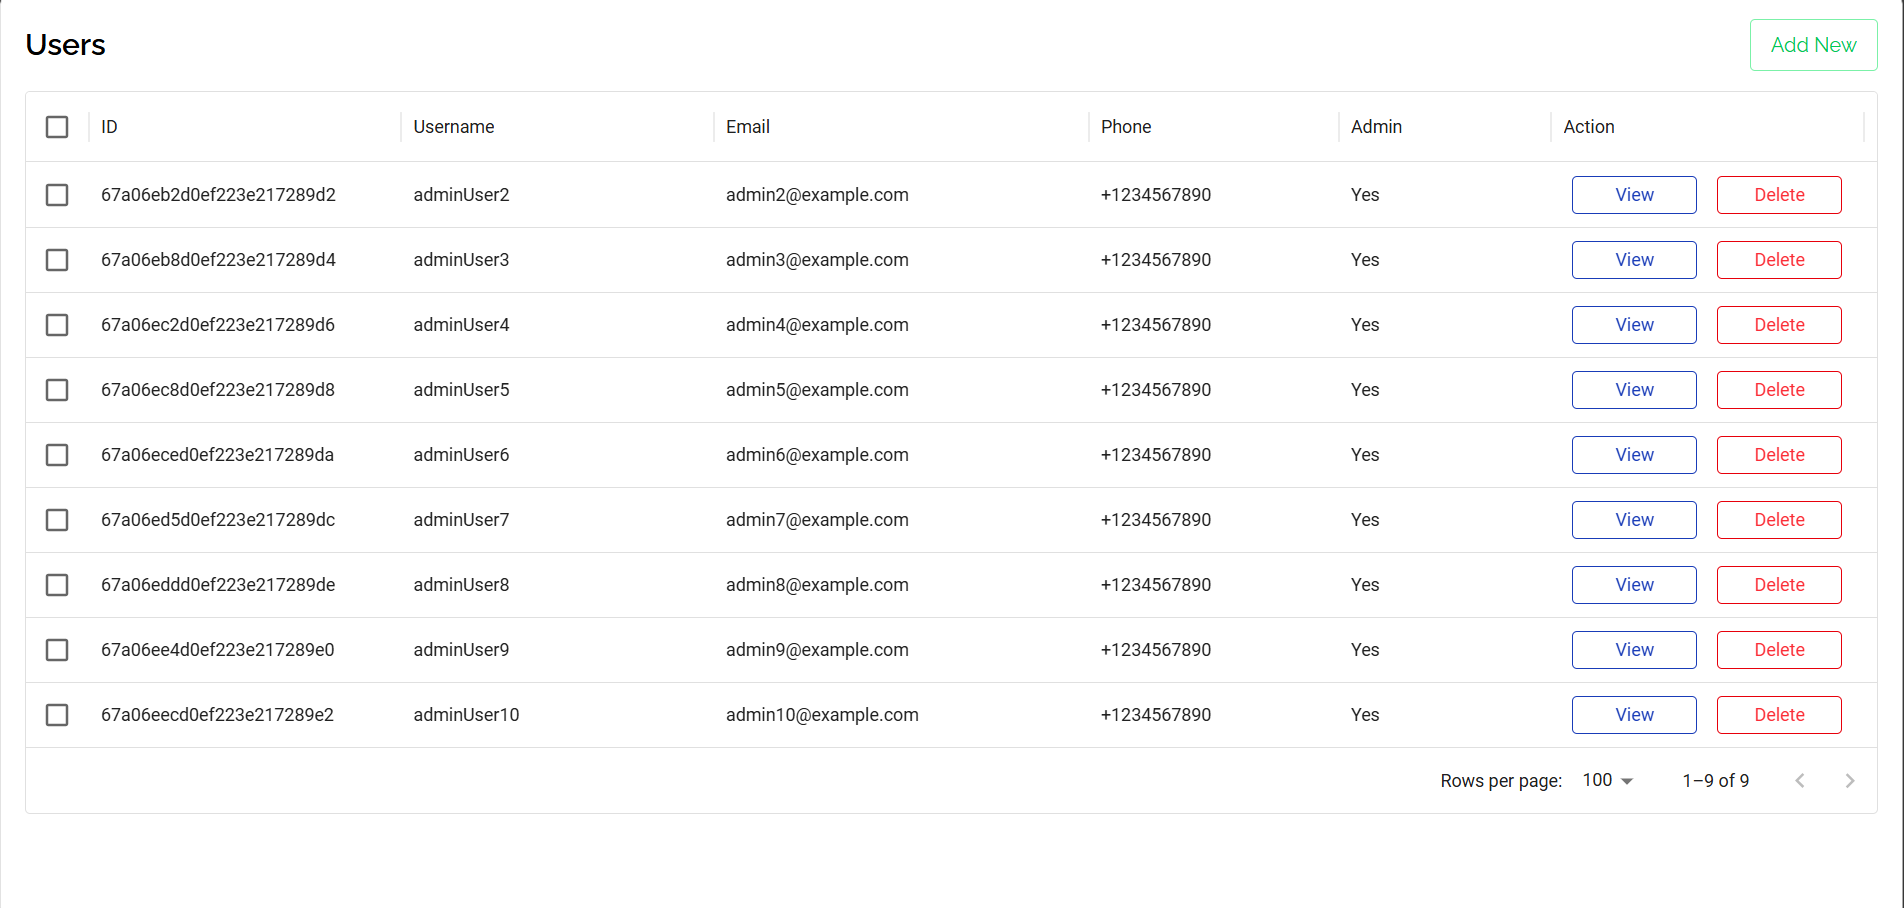 Users
Add New
ID Username Email Phone Admin Action
67a06eb2d0ef223e217289d2 adminUser2 admin2@example.com +1234567890 Yes View Delete
67a06eb8d0ef223e217289d4 adminUser3 admin3@example.com +1234567890 Yes View Delete
67a06ec2d0ef223e217289d6 adminUser4 admin4@example.com +1234567890 Yes View Delete
67a06ec8d0ef223e217289d8 adminUser5 admin5@example.com +1234567890 Yes View Delete
67a06eced0ef223e217289da adminUser6 admin6@example.com +1234567890 Yes View Delete
67a06ed5d0ef223e217289dc adminUser7 admin7@example.com +1234567890 Yes View Delete
67a06eddd0ef223e217289de adminUser8 admin8@example.com +1234567890 Yes View Delete
67a06ee4d0ef223e217289e0 adminUser9 admin9@example.com +1234567890 Yes View Delete
67a06eecd0ef223e217289e2 adminUser10 admin10@example.com +1234567890 Yes View Delete
Rows per page: 100 1–9 of 9